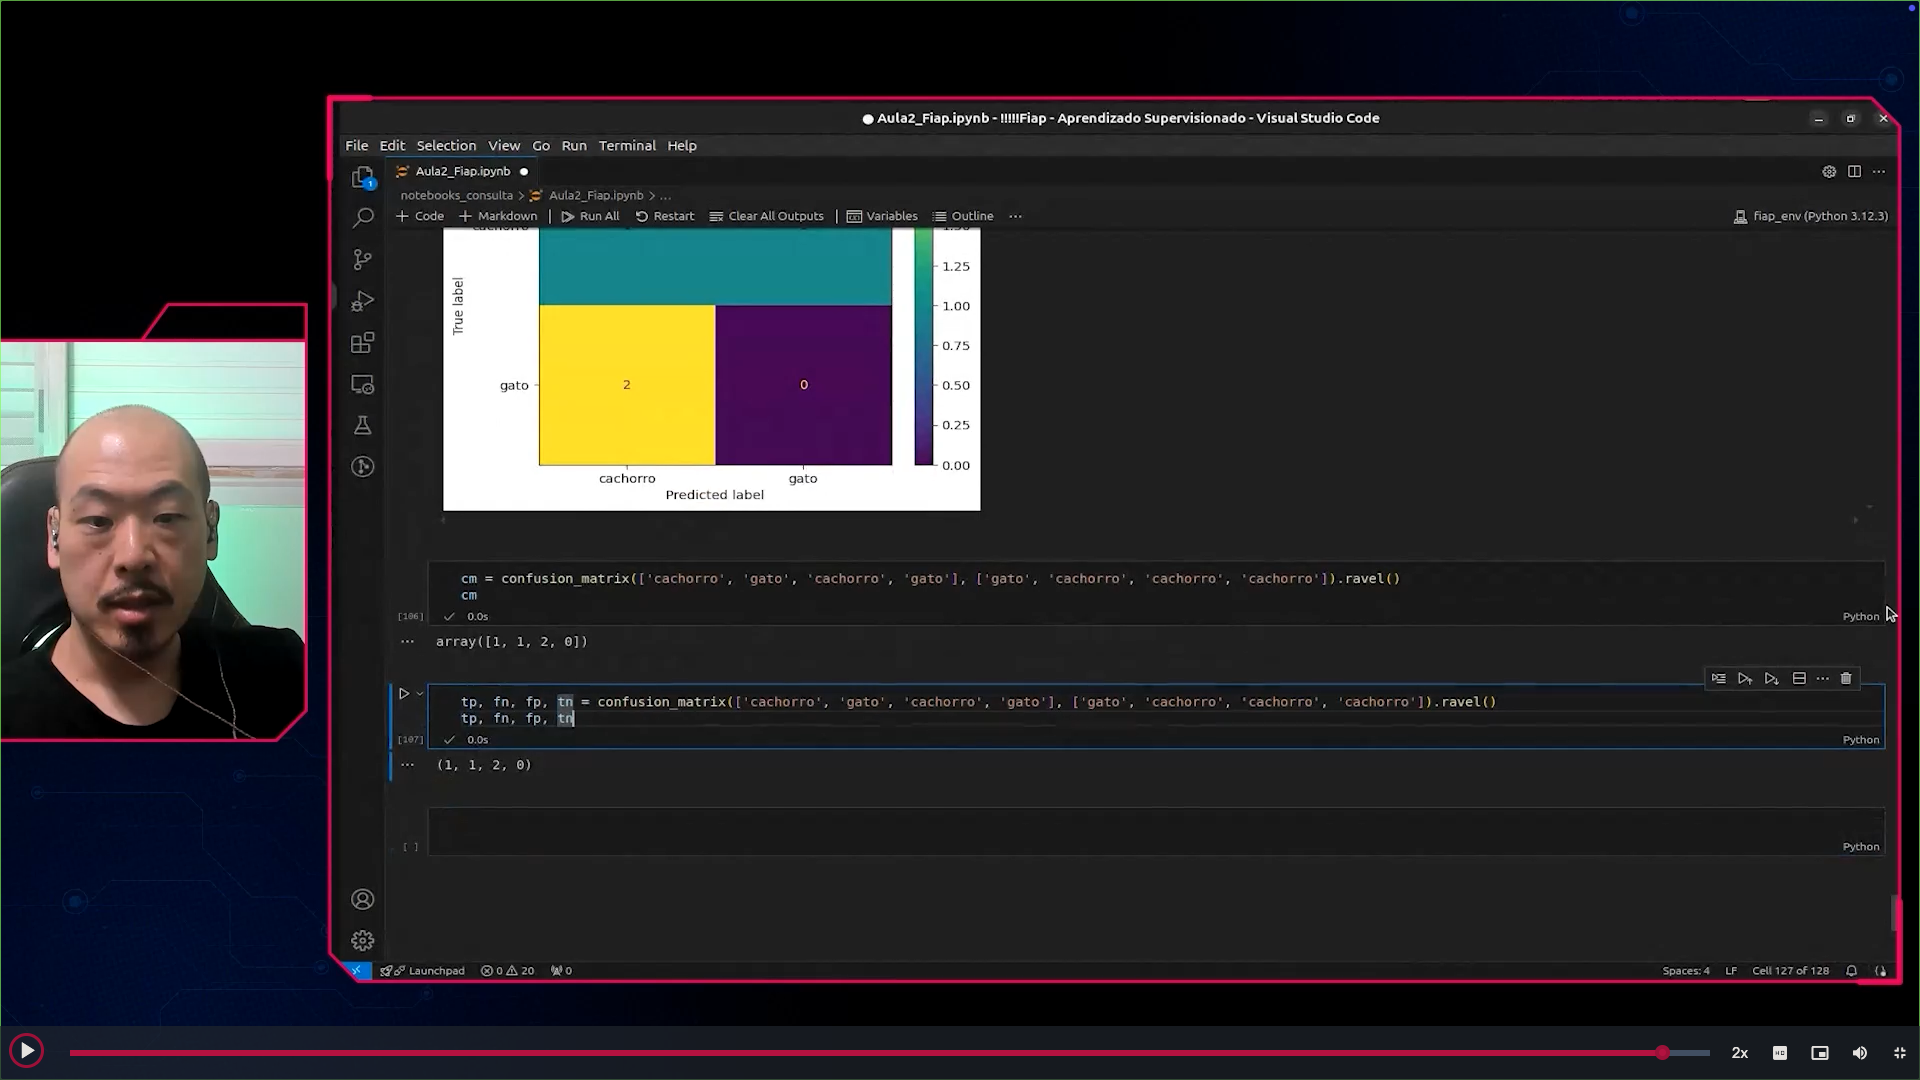 Aula2_Fiap.ipynb - !!!!!Fiap - Aprendizado Supervisionado - Visual Studio Code
File Edit Selection View Go Run Terminal Help
Aula2_Fiap.ipynb
1
notebooks_consulta > Aula2_Fiap.ipynb > ...
Code Markdown Run All Restart Clear All Outputs Variables Outline ...
fiap_env (Python 3.12.3)
cachorro
1.50
1.25
1.00
0.75
0.50
0.25
0.00
True label
gato
2 0
cachorro gato
Predicted label
cm = confusion_matrix(['cachorro', 'gato', 'cachorro', 'gato'], ['gato', 'cachorro', 'cachorro', 'cachorro']).ravel()
cm
[106] 0.0s Python
array([1, 1, 2, 0])
tp, fn, fp, tn = confusion_matrix(['cachorro', 'gato', 'cachorro', 'gato'], ['gato', 'cachorro', 'cachorro', 'cachorro']).ravel()
tp, fn, fp, tn
[107] 0.0s Python
(1, 1, 2, 0)
[ ] Python
Launchpad 0 20 0
Spaces: 4 LF Cell 127 of 128
2x HD